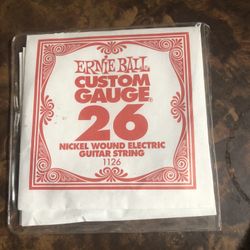 ERNIE BALL
CUSTOM
GAUGE®
26
NICKEL WOUND ELECTRIC
GUITAR STRING
1126